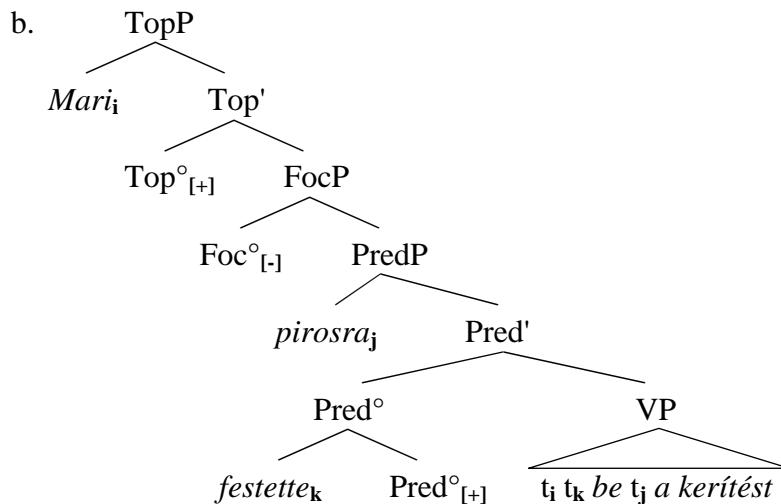 b. TopP
Mariᵢ Top'
Top°[+] FocP
Foc°[-] PredP
pirosraⱼ Pred'
Pred° VP
festetteₖ Pred°[+] tᵢ tₖ be tⱼ a kerítést